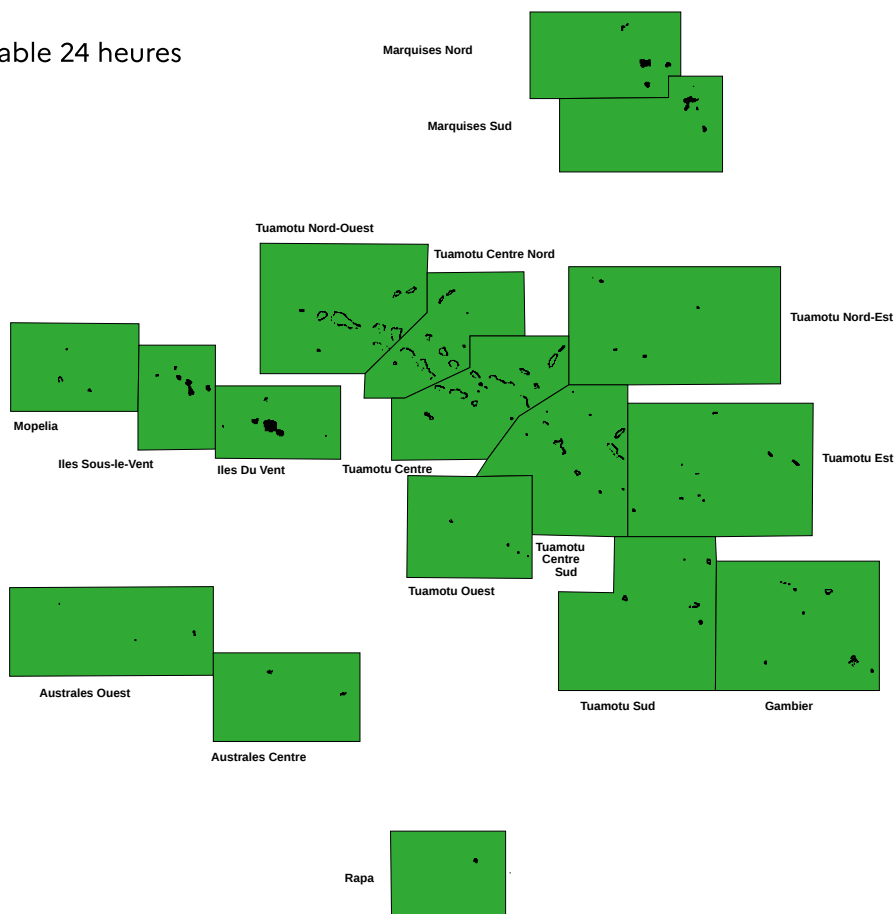 able 24 heures
Marquises Nord
Marquises Sud
Tuamotu Nord-Ouest
Tuamotu Centre Nord
Tuamotu Nord-Est
Mopelia
Iles Sous-le-Vent
Iles Du Vent
Tuamotu Centre
Tuamotu Est
Tuamotu
Centre
Sud
Tuamotu Ouest
Australes Ouest
Tuamotu Sud
Gambier
Australes Centre
Rapa